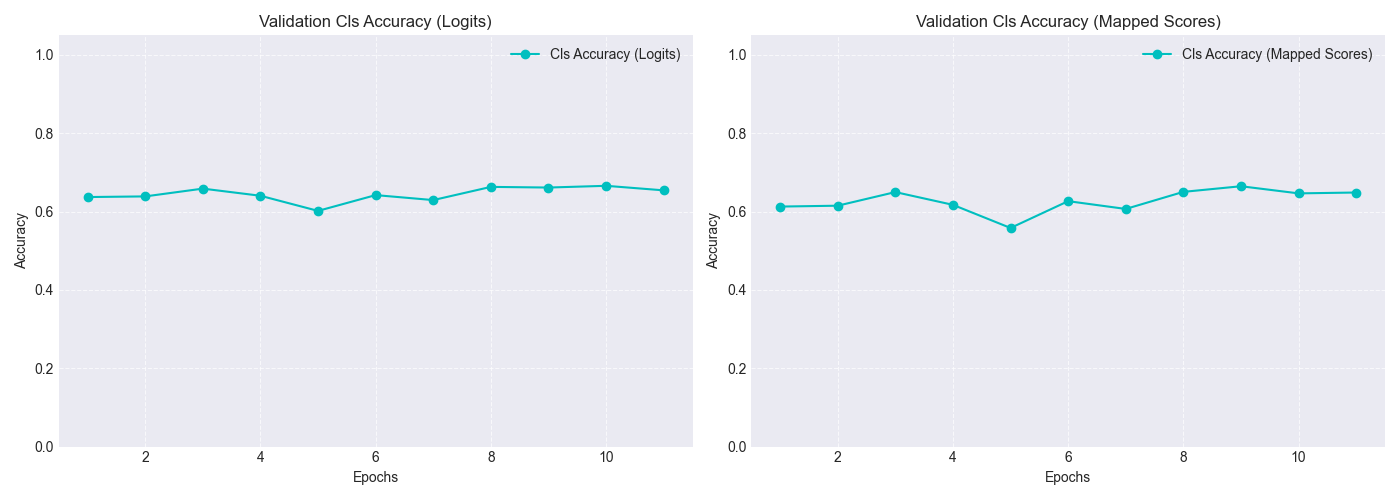 Validation Cls Accuracy (Logits)
Cls Accuracy (Logits)
1.0
0.8
0.6
0.4
0.2
0.0
Accuracy
2 4 6 8 10
Epochs
Validation Cls Accuracy (Mapped Scores)
Cls Accuracy (Mapped Scores)
1.0
0.8
0.6
0.4
0.2
0.0
Accuracy
2 4 6 8 10
Epochs